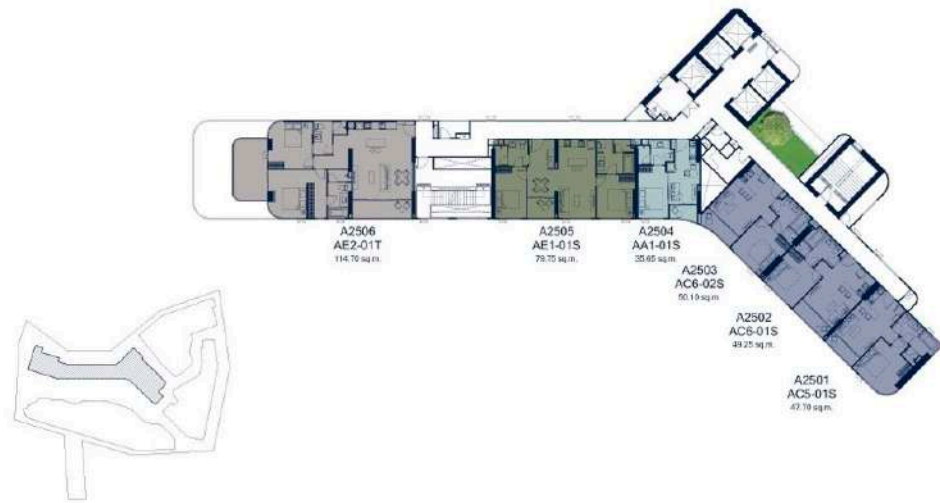 A2506
AE2-01T
114.70 sq.m.
A2505
AE1-01S
79.75 sq.m.
A2504
AA1-01S
35.65 sq.m.
A2503
AC6-02S
50.10 sq.m.
A2502
AC6-01S
49.25 sq.m.
A2501
AC5-01S
47.70 sq.m.